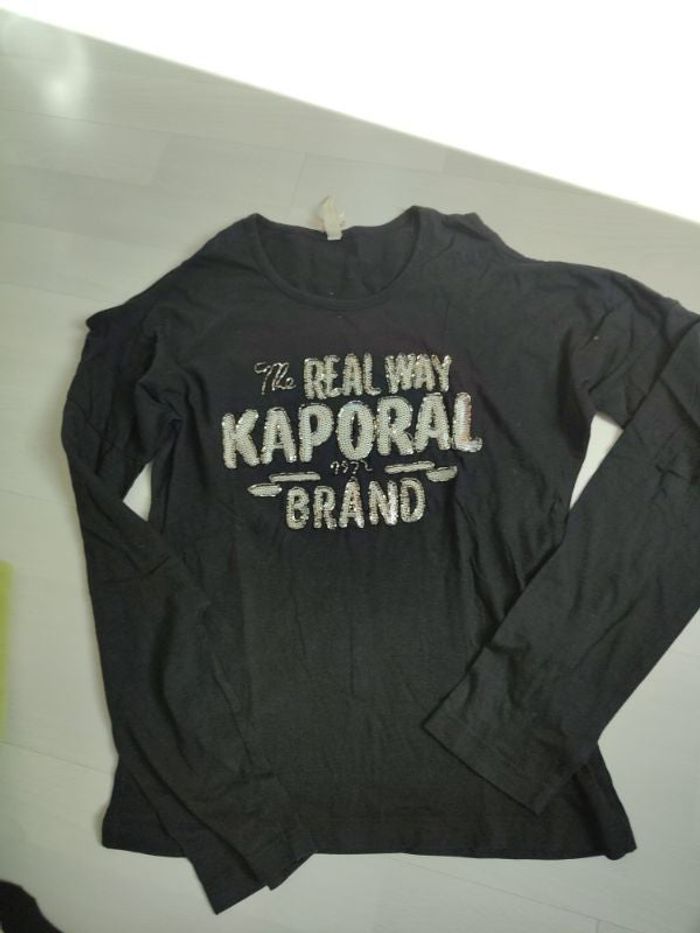 The REAL WAY
KAPORAL
BRAND